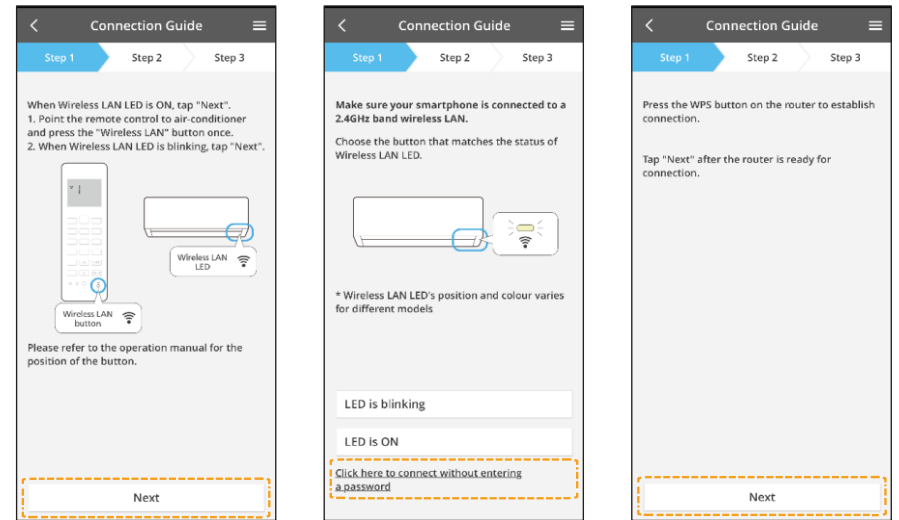 Connection Guide
Step 1
Step 2
Step 3
When Wireless LAN LED is ON, tap "Next".
1. Point the remote control to air-conditioner
and press the "Wireless LAN" button once.
2. When Wireless LAN LED is blinking, tap "Next".
Wireless LAN
LED
Wireless LAN
button
Please refer to the operation manual for the
position of the button.
Next
Connection Guide
Step 1
Step 2
Step 3
Make sure your smartphone is connected to a
2.4GHz band wireless LAN.
Choose the button that matches the status of
Wireless LAN LED.
* Wireless LAN LED's position and colour varies
for different models
LED is blinking
LED is ON
Click here to connect without entering
a password
Connection Guide
Step 1
Step 2
Step 3
Press the WPS button on the router to establish
connection.
Tap "Next" after the router is ready for
connection.
Next